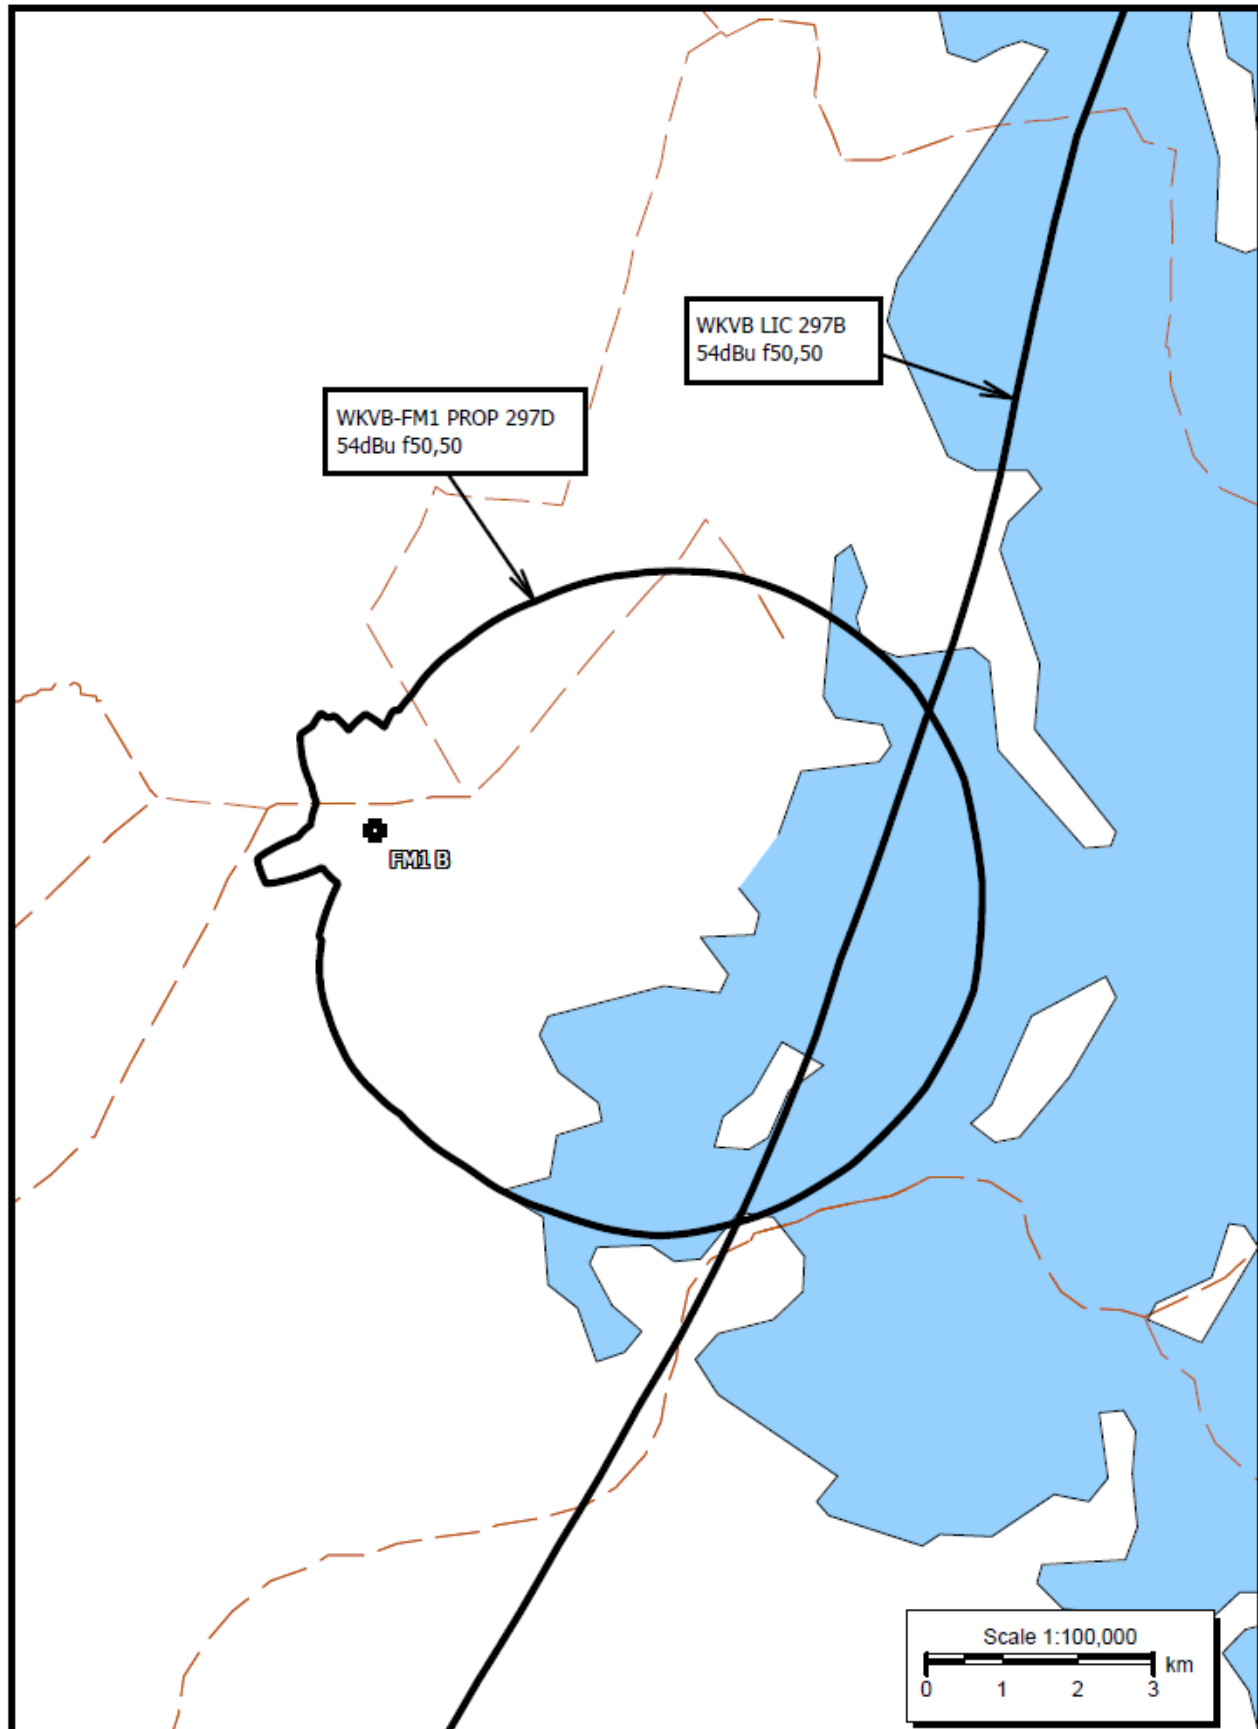 WKVB LIC 297B
54dBu f50,50
WKVB-FM1 PROP 297D
54dBu f50,50
FM1 B
Scale 1:100,000
km
0 1 2 3